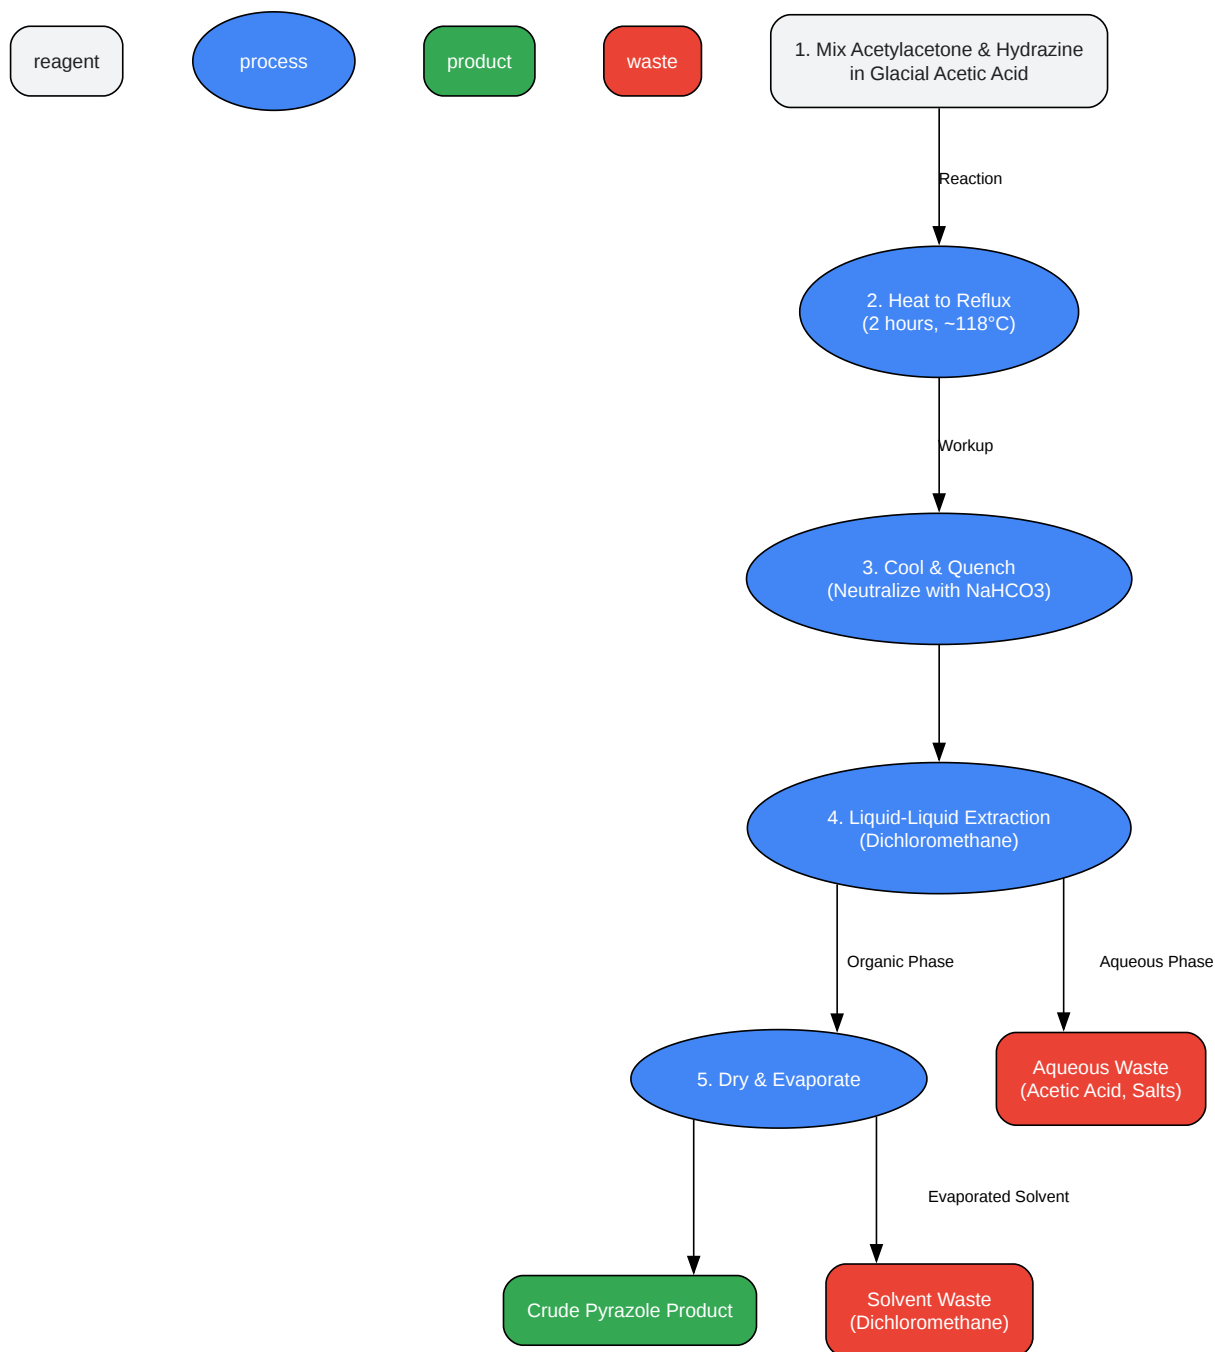 reagent
process
product
waste
1. Mix Acetylacetone & Hydrazine
in Glacial Acetic Acid
Reaction
2. Heat to Reflux
(2 hours, ~118°C)
Workup
3. Cool & Quench
(Neutralize with NaHCO3)
4. Liquid-Liquid Extraction
(Dichloromethane)
Organic Phase
Aqueous Phase
5. Dry & Evaporate
Aqueous Waste
(Acetic Acid, Salts)
Evaporated Solvent
Crude Pyrazole Product
Solvent Waste
(Dichloromethane)